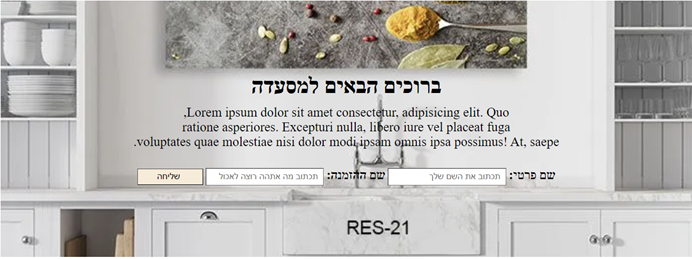 ברוכים הבאים למסעדה
Lorem ipsum dolor sit amet consectetur, adipisicing elit. Quo,
ratione asperiores. Excepturi nulla, libero iure vel placeat fuga
voluptates quae molestiae nisi dolor modi ipsam omnis ipsa possimus! At, saepe.
שם פרטי: תכתוב את השם שלך שם ההזמנה: תכתוב מה אתהה רוצה לאכול שליחה
RES-21